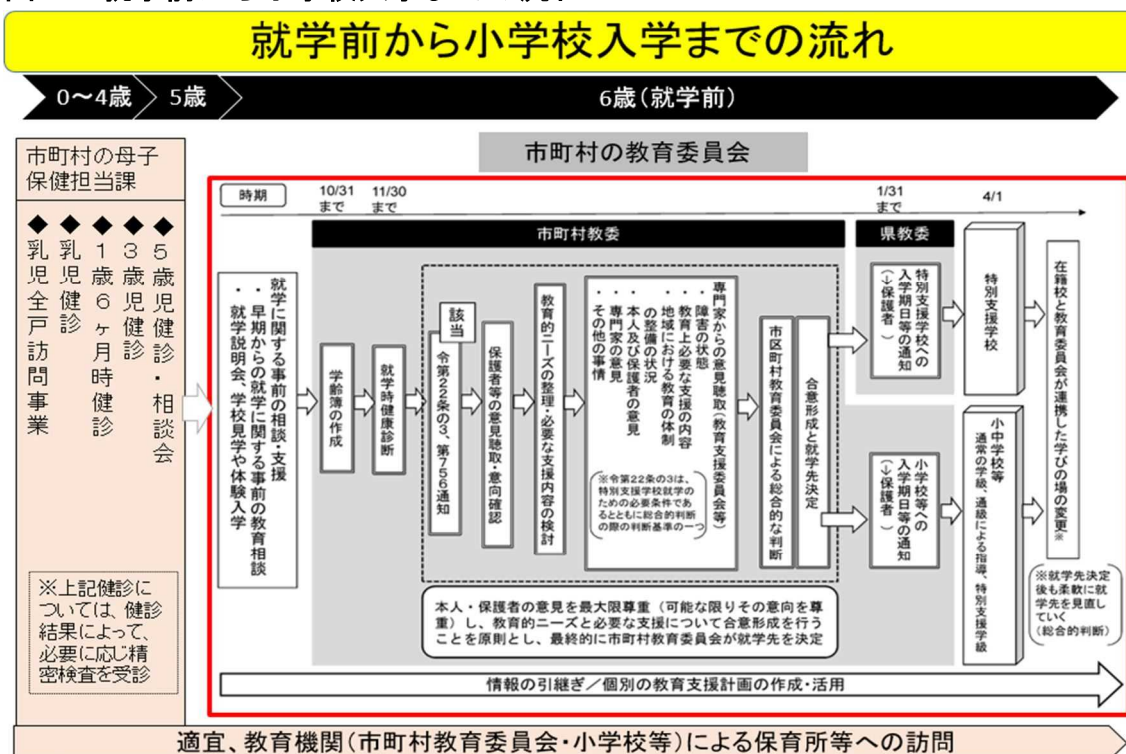 就学前から小学校入学までの流れ
0～4歳
5歳
6歳(就学前)
市町村の母子
保健担当課
◆乳児全戸訪問事業
◆乳児健診
◆1歳6ヶ月時健診
◆3歳児健診
◆5歳児健診・相談会
※上記健診に
ついては、健診
結果によって、
必要に応じ精
密検査を受診
市町村の教育委員会
時期
10/31
まで
11/30
まで
1/31
まで
4/1
市町村教委
県教委
就学に関する事前の相談・支援
・早期からの就学に関する事前の教育相談
・就学説明会、学校見学や体験入学
学齢簿の作成
就学時健康診断
該当
令第22条の3、第756通知
保護者等の意見聴取・意向確認
教育的ニーズの整理・必要な支援内容の検討
専門家からの意見聴取(教育支援委員会等)
・障害の状態
・教育上必要な支援の内容
・地域における教育の体制
の整備の状況
・本人及び保護者の意見
・専門家の意見
・その他の事情
(※令第22条の3は、
特別支援学校就学の
ための必要条件であ
るとともに総合的判断
の際の判断基準の一つ)
市区町村教育委員会による総合的な判断
合意形成と就学先決定
特別支援学校への
入学期日等の通知
(↓保護者)
小学校等への
入学期日等の通知
(↓保護者)
特別支援学校
小中学校等
通常の学級、通級による指導、特別支援学級
在籍校と教育委員会が連携した学びの場の変更※
(※就学先決定
後も柔軟に就
学先を見直し
ていく
(総合的判断))
本人・保護者の意見を最大限尊重（可能な限りその意向を尊
重）し、教育的ニーズと必要な支援について合意形成を行う
ことを原則とし、最終的に市町村教育委員会が就学先を決定
情報の引継ぎ/個別の教育支援計画の作成・活用
適宜、教育機関(市町村教育委員会・小学校等)による保育所等への訪問